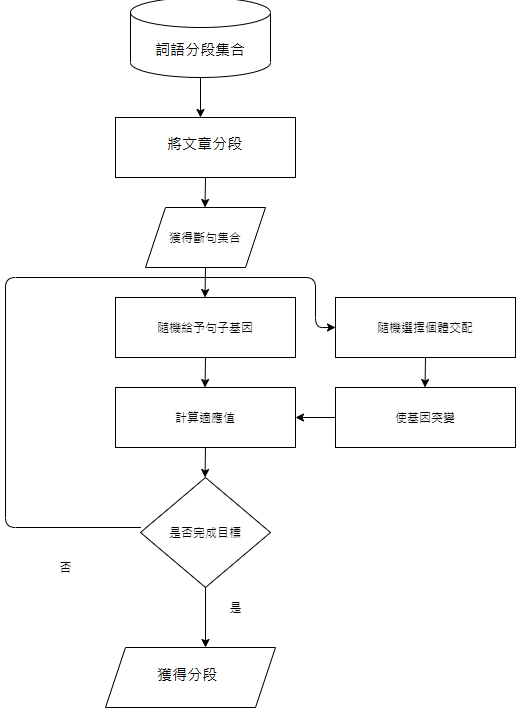 詞語分段集合
將文章分段
獲得斷句集合
隨機給予句子基因
隨機選擇個體交配
計算適應值
使基因突變
是否完成目標
否
是
獲得分段